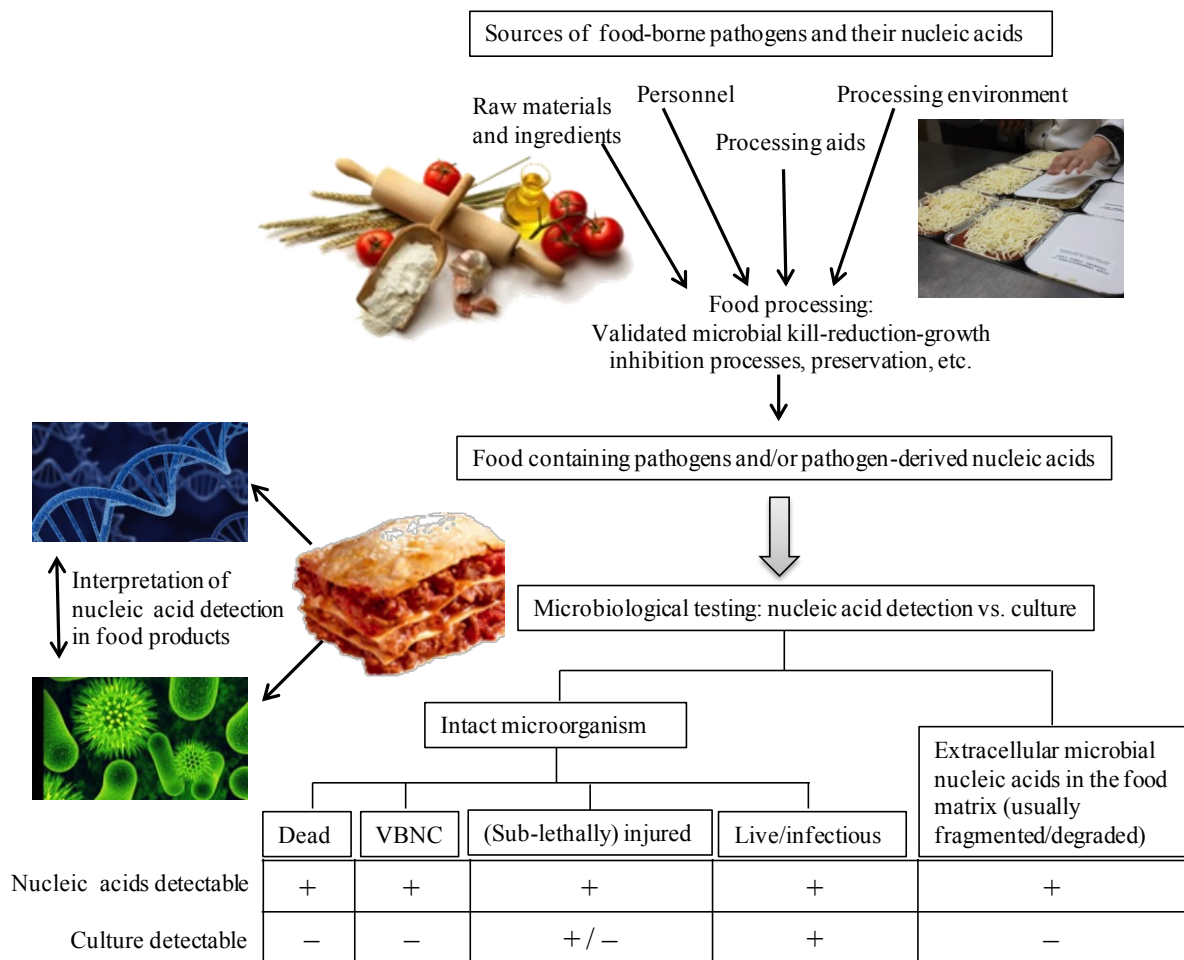 Sources of food-borne pathogens and their nucleic acids
Raw materials
and ingredients
Personnel
Processing aids
Processing environment
Food processing:
Validated microbial kill-reduction-growth
inhibition processes, preservation, etc.
Food containing pathogens and/or pathogen-derived nucleic acids
Interpretation of
nucleic acid detection
in food products
Microbiological testing: nucleic acid detection vs. culture
Intact microorganism
Extracellular microbial
nucleic acids in the food
matrix (usually
fragmented/degraded)
Dead VBNC (Sub-lethally) injured Live/infectious
Nucleic acids detectable + + + + +
Culture detectable – – + / – + –